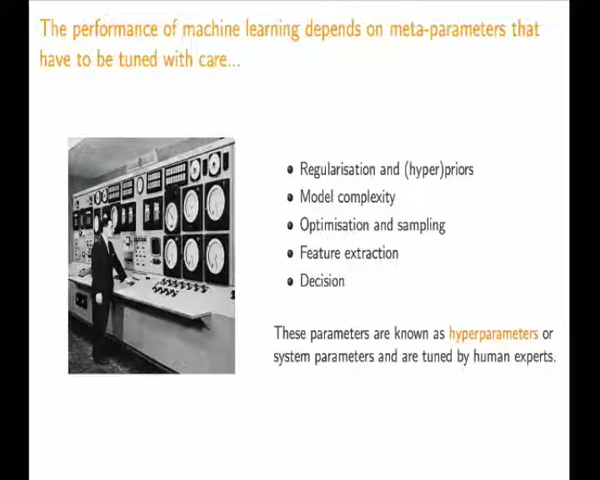 The performance of machine learning depends on meta-parameters that
have to be tuned with care...
Regularisation and (hyper)priors
Model complexity
Optimisation and sampling
Feature extraction
Decision
These parameters are known as hyperparameters or
system parameters and are tuned by human experts.